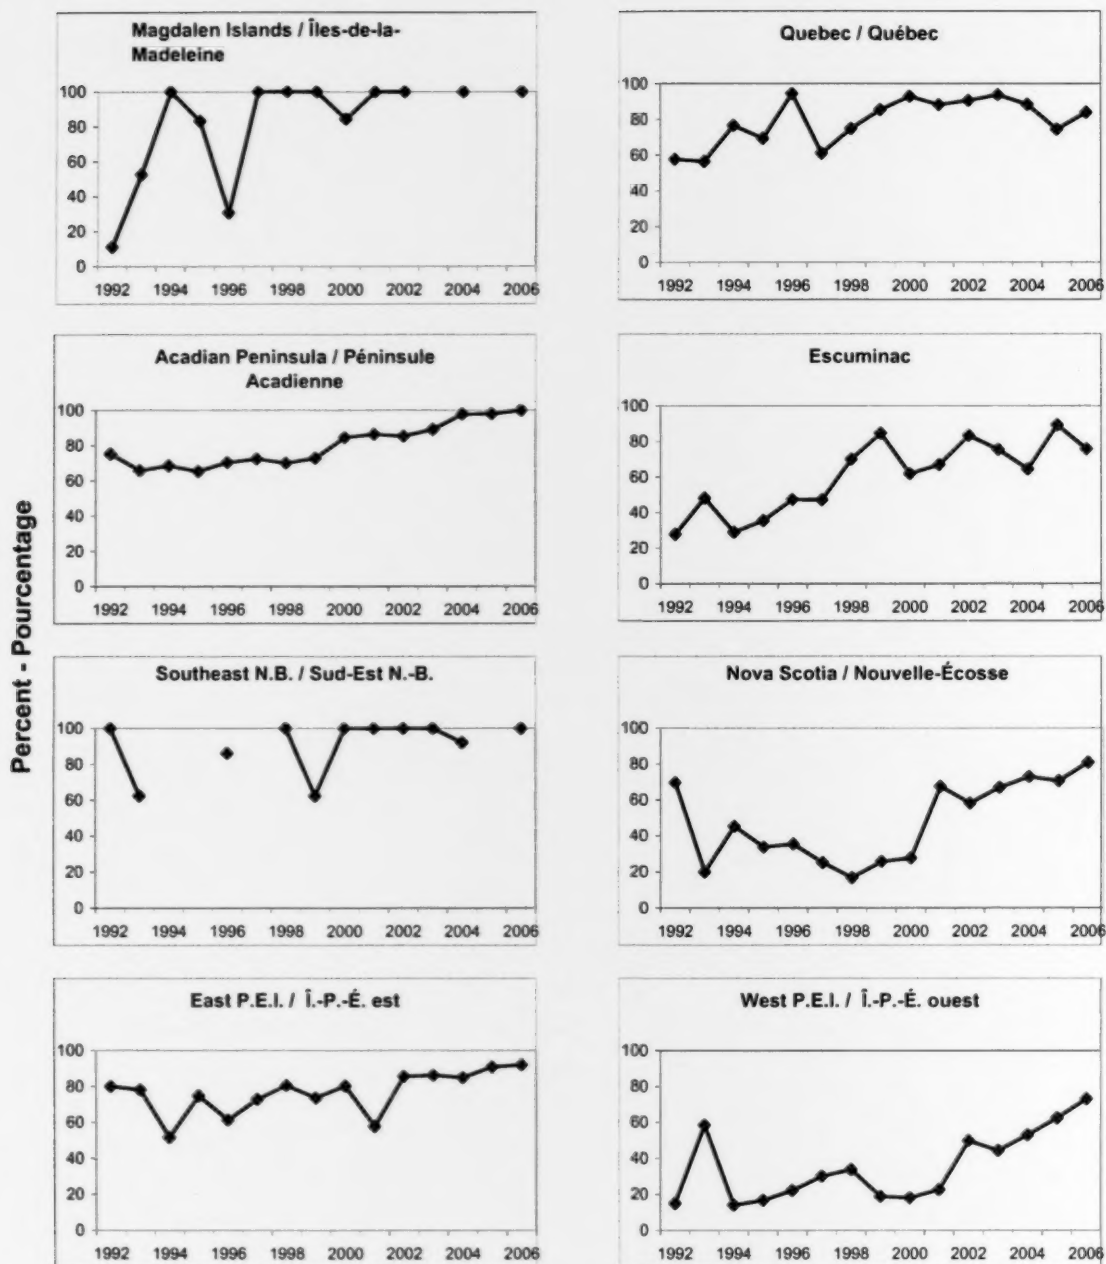 Percent - Pourcentage
Magdalen Islands / Îles-de-la-
Madeleine
100
80
60
40
20
0
1992 1994 1996 1998 2000 2002 2004 2006
Quebec / Québec
100
80
60
40
20
0
1992 1994 1996 1998 2000 2002 2004 2006
Acadian Peninsula / Péninsule
Acadienne
100
80
60
40
20
0
1992 1994 1996 1998 2000 2002 2004 2006
Escuminac
100
80
60
40
20
0
1992 1994 1996 1998 2000 2002 2004 2006
Southeast N.B. / Sud-Est N.-B.
100
80
60
40
20
0
1992 1994 1996 1998 2000 2002 2004 2006
Nova Scotia / Nouvelle-Écosse
100
80
60
40
20
0
1992 1994 1996 1998 2000 2002 2004 2006
East P.E.I. / Î.-P.-É. est
100
80
60
40
20
0
1992 1994 1996 1998 2000 2002 2004 2006
West P.E.I. / Î.-P.-É. ouest
100
80
60
40
20
0
1992 1994 1996 1998 2000 2002 2004 2006